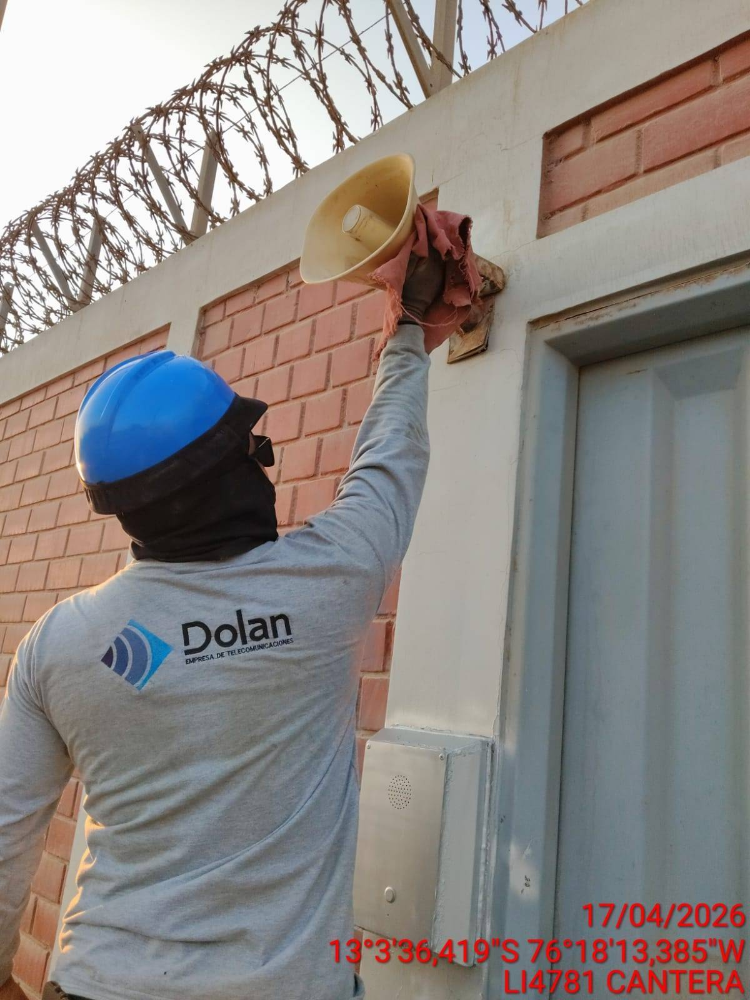 Dolan
EMPRESA DE TELECOMUNICACIONES
17/04/2026
13°3'36,419"S 76°18'13,385"W
LI4781 CANTERA